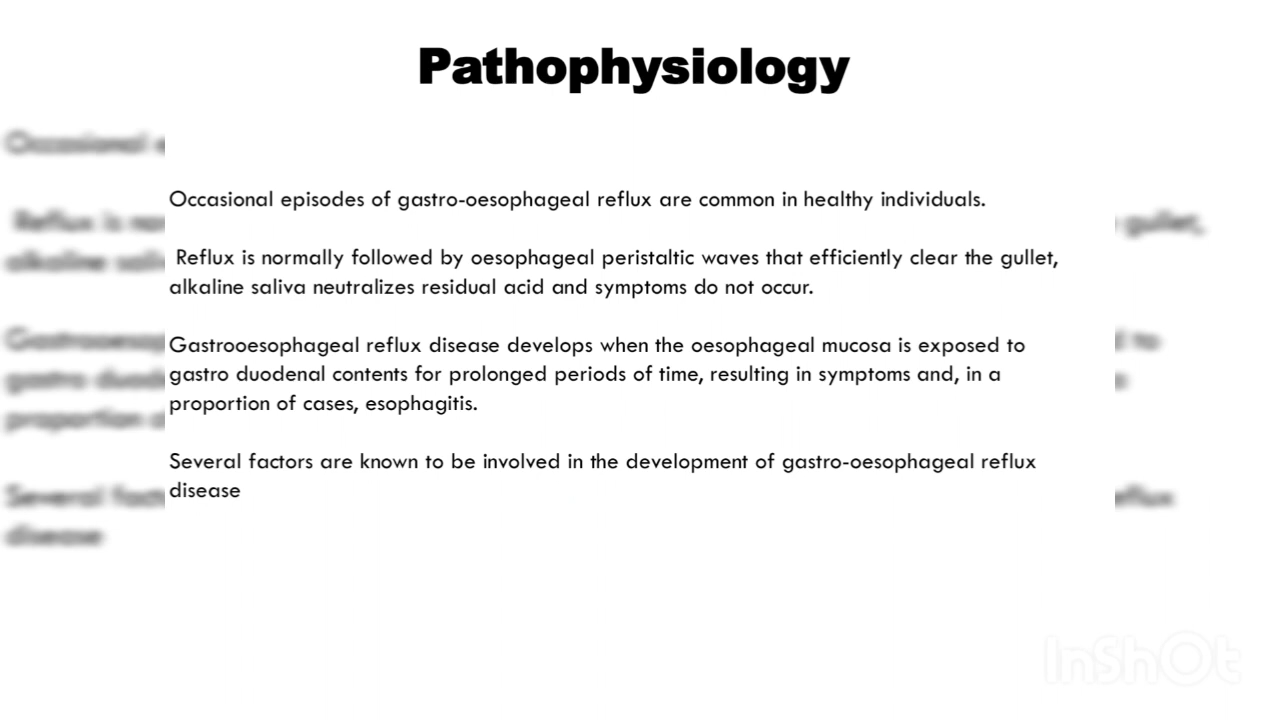 Pathophysiology
Occasional episodes of gastro-oesophageal reflux are common in healthy individuals.
Reflux is normally followed by oesophageal peristaltic waves that efficiently clear the gullet,
alkaline saliva neutralizes residual acid and symptoms do not occur.
Gastrooesophageal reflux disease develops when the oesophageal mucosa is exposed to
gastro duodenal contents for prolonged periods of time, resulting in symptoms and, in a
proportion of cases, esophagitis.
Several factors are known to be involved in the development of gastro-oesophageal reflux
disease
InShOt